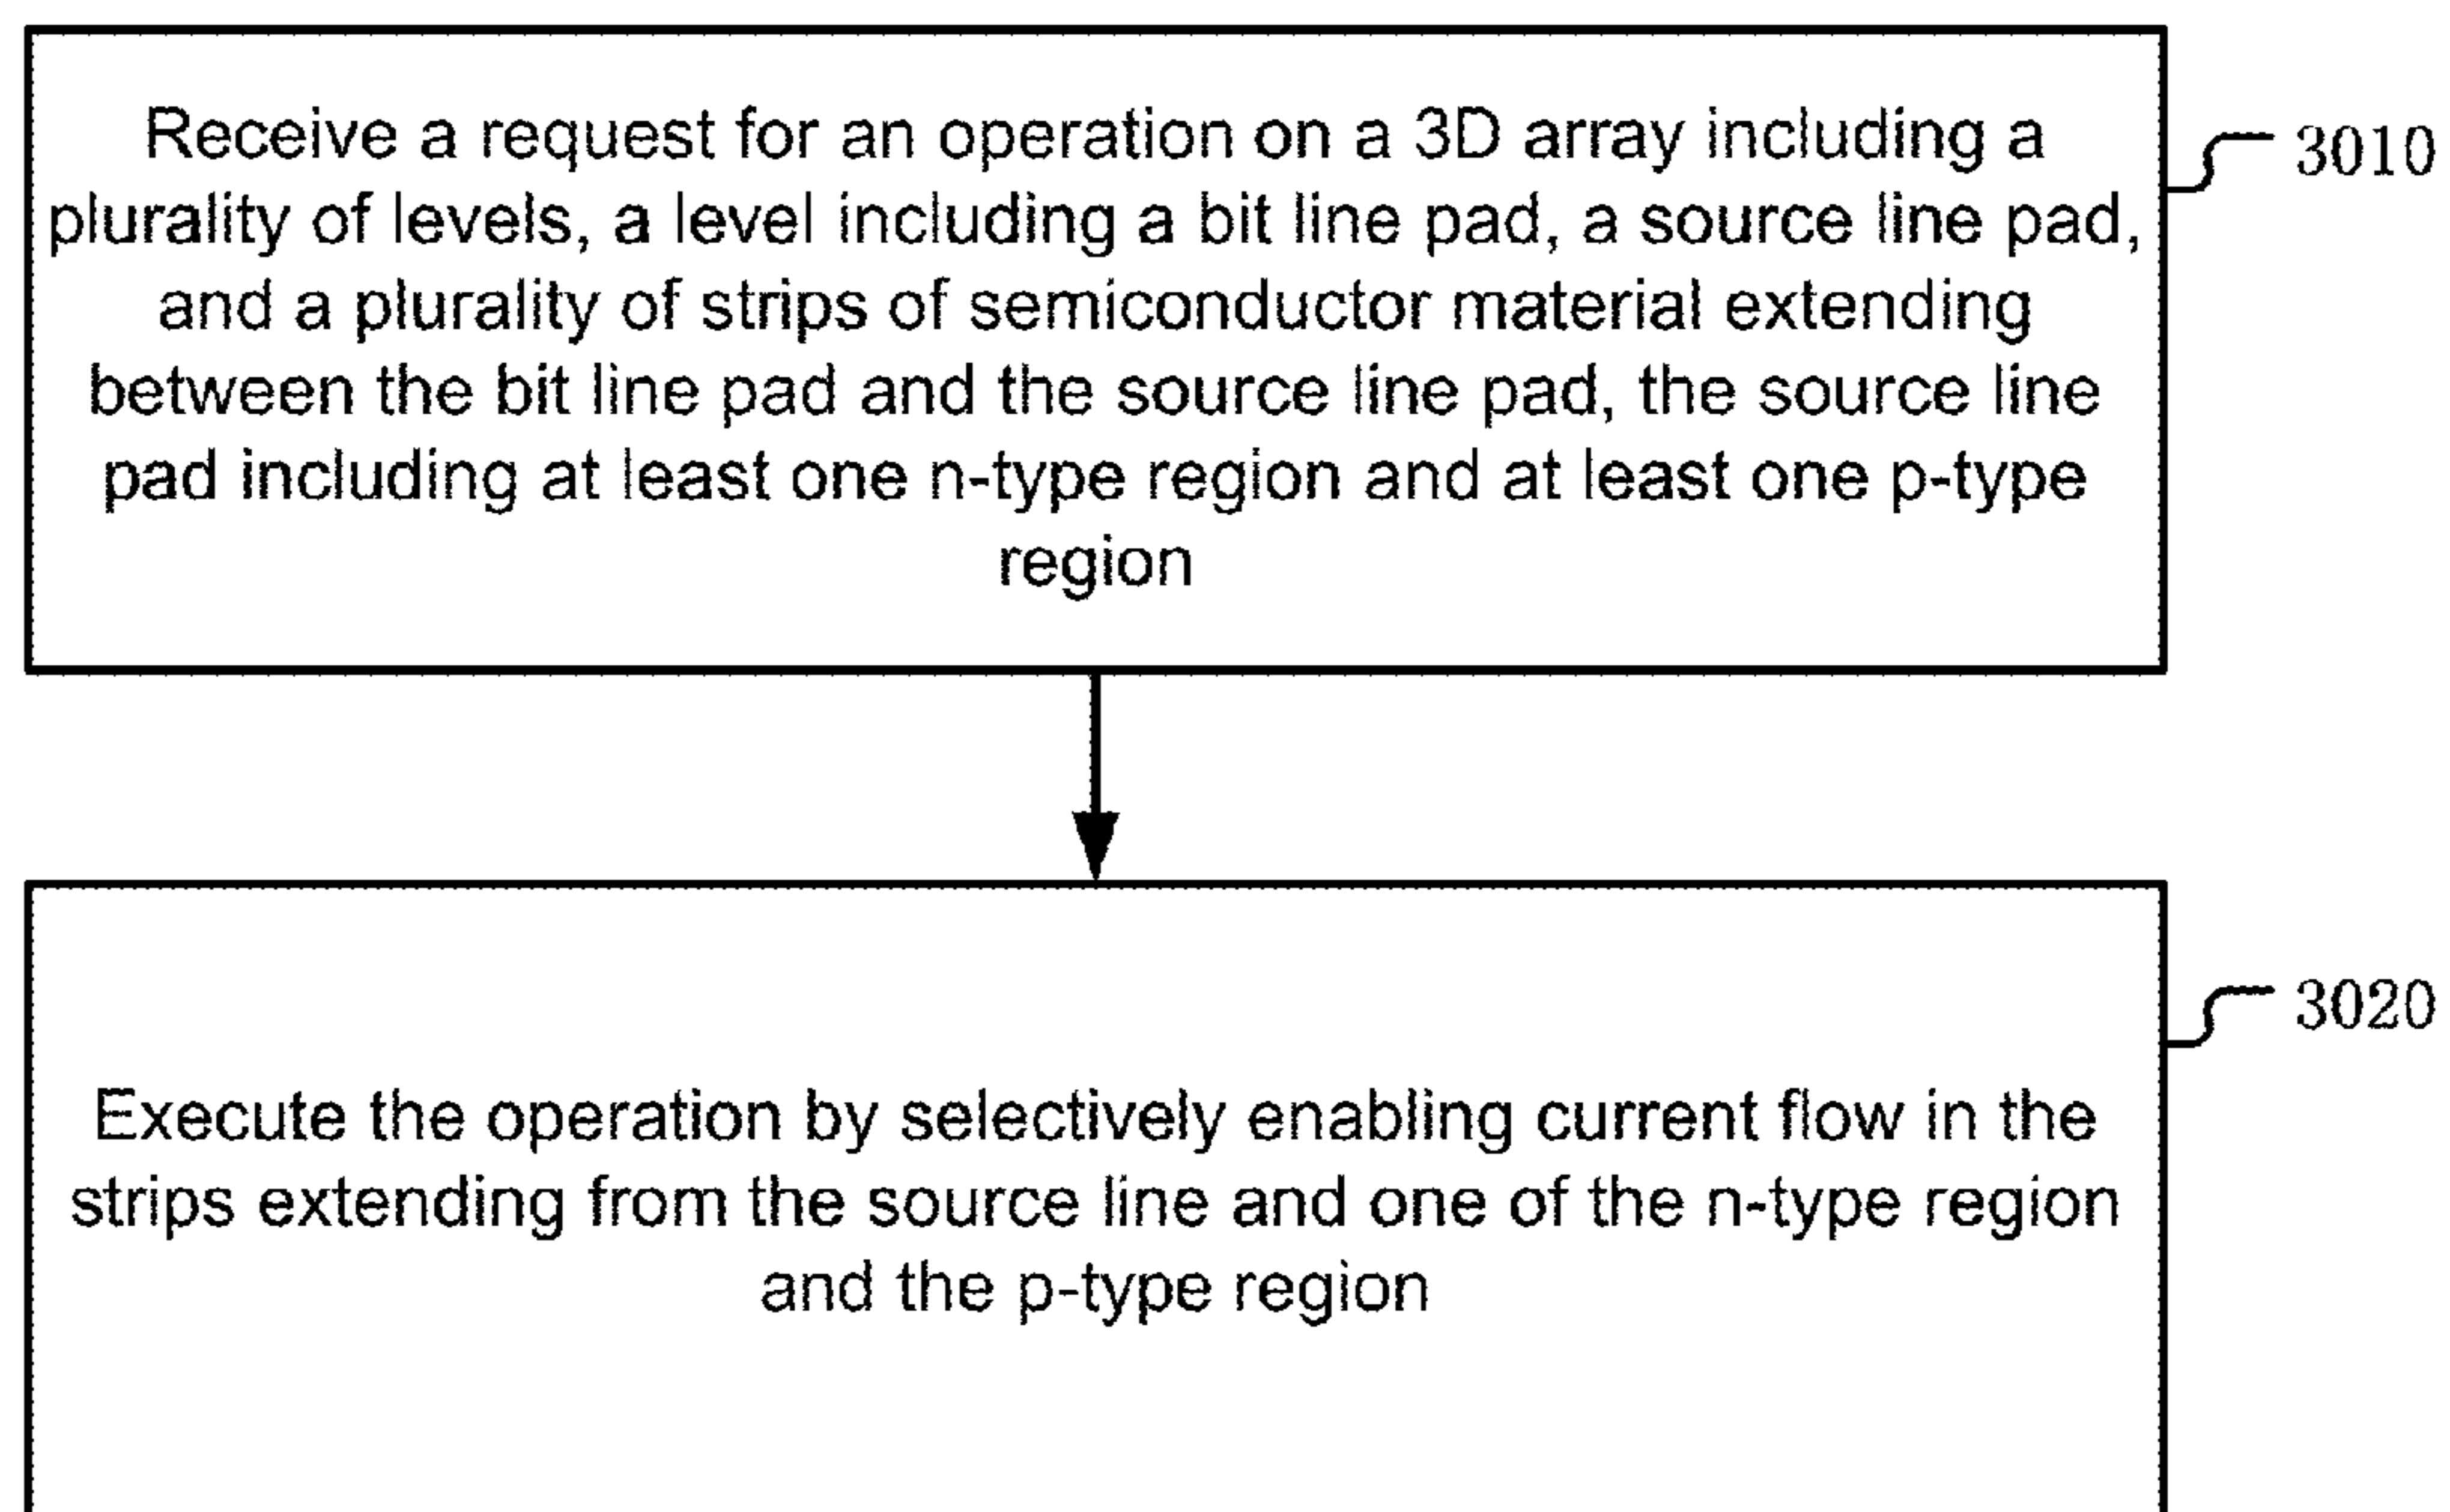 Receive a request for an operation on a 3D array including a
plurality of levels, a level including a bit line pad, a source line pad,
and a plurality of strips of semiconductor material extending
between the bit line pad and the source line pad, the source line
pad including at least one n-type region and at least one p-type
region
3010
Execute the operation by selectively enabling current flow in the
strips extending from the source line and one of the n-type region
and the p-type region
3020